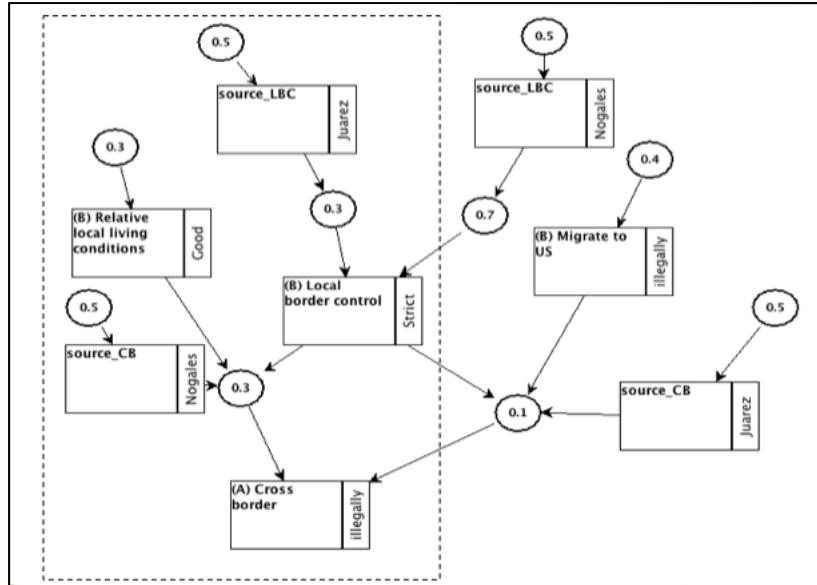 0.5
0.5
source_LBC
Juarez
source_LBC
Nogales
0.3
0.4
0.3
0.7
(B) Relative
local living
conditions
Good
(B) Migrate to
US
illegally
(B) Local
border control
Strict
0.5
0.5
source_CB
Nogales
0.3
0.1
source_CB
Juarez
(A) Cross
border
illegally